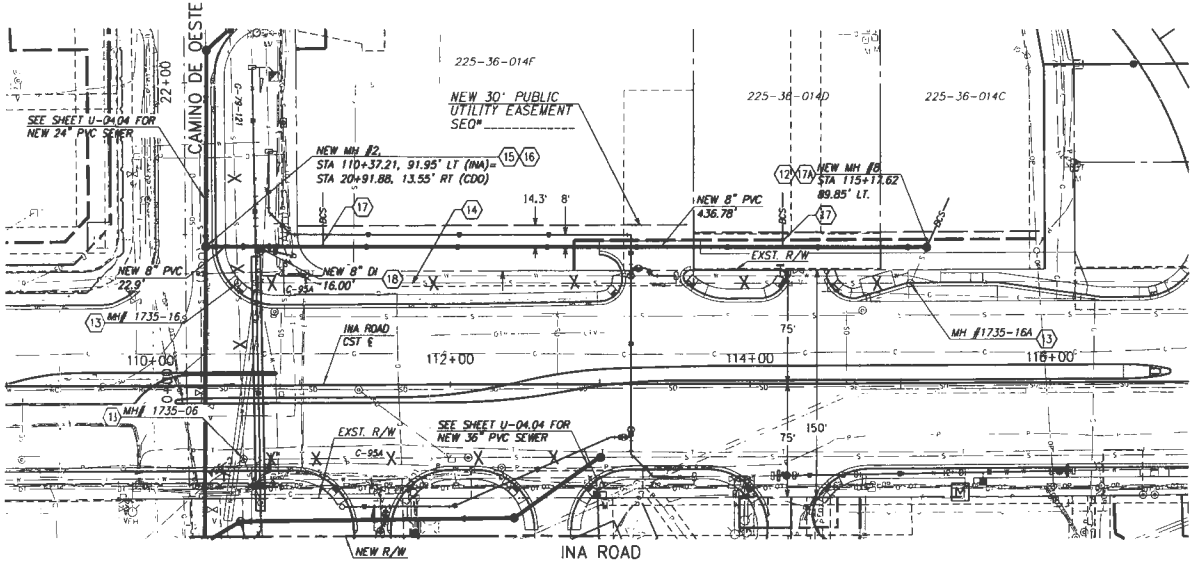 CAMINO DE OESTE
22+00
G-79-121
225-36-014F
225-36-014D
225-36-014C
NEW 30' PUBLIC
UTILITY EASEMENT
SEQ#
SEE SHEET U-04.04 FOR
NEW 24" PVC SEWER
NEW MH #2,
STA 110+37.21, 91.95' LT (INA)=
STA 20+91.88, 13.55' RT (CDO)
15
16
12
17A
NEW MH #8
STA 115+17.62
89.85' LT.
17
14
14.3'
8'
BCS
NEW 8" PVC
436.78'
BCS
17
BCS
EXST. R/W
NEW 8" PVC
22.9'
NEW 8" DI
16.00'
18
C-95A
13
MH# 1735-16
INA ROAD
CST ℄
75'
MH #1735-16A
13
110+00
112+00
114+00
116+00
13
MH# 1735-06
EXST. R/W
C-95A
SEE SHEET U-04.04 FOR
NEW 36" PVC SEWER
75'
150'
NEW R/W
INA ROAD